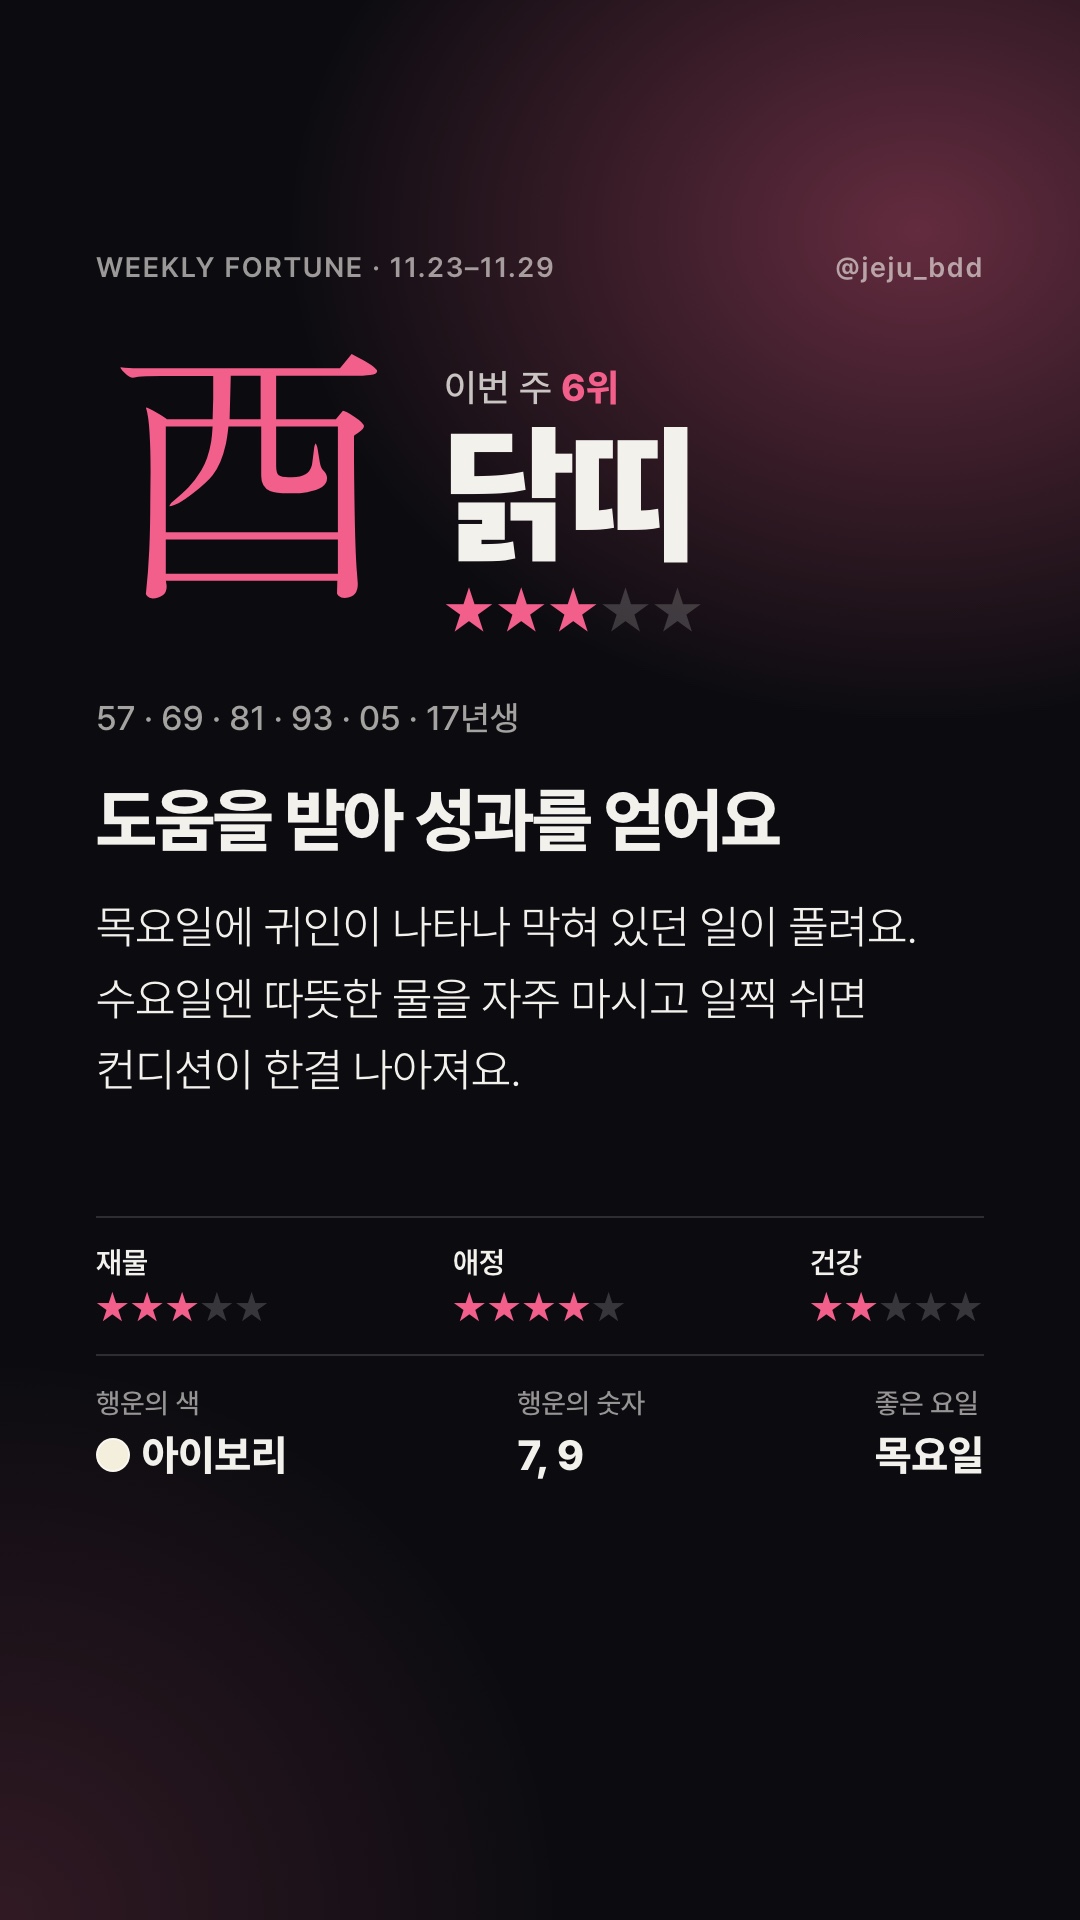 WEEKLY FORTUNE · 11.23–11.29
@jeju_bdd
酉
이번 주 6위
닭띠
★★★★★
57 · 69 · 81 · 93 · 05 · 17년생
도움을 받아 성과를 얻어요
목요일에 귀인이 나타나 막혀 있던 일이 풀려요.
수요일엔 따뜻한 물을 자주 마시고 일찍 쉬면
컨디션이 한결 나아져요.
재물
★★★★★
애정
★★★★★
건강
★★★★★
행운의 색
아이보리
행운의 숫자
7, 9
좋은 요일
목요일